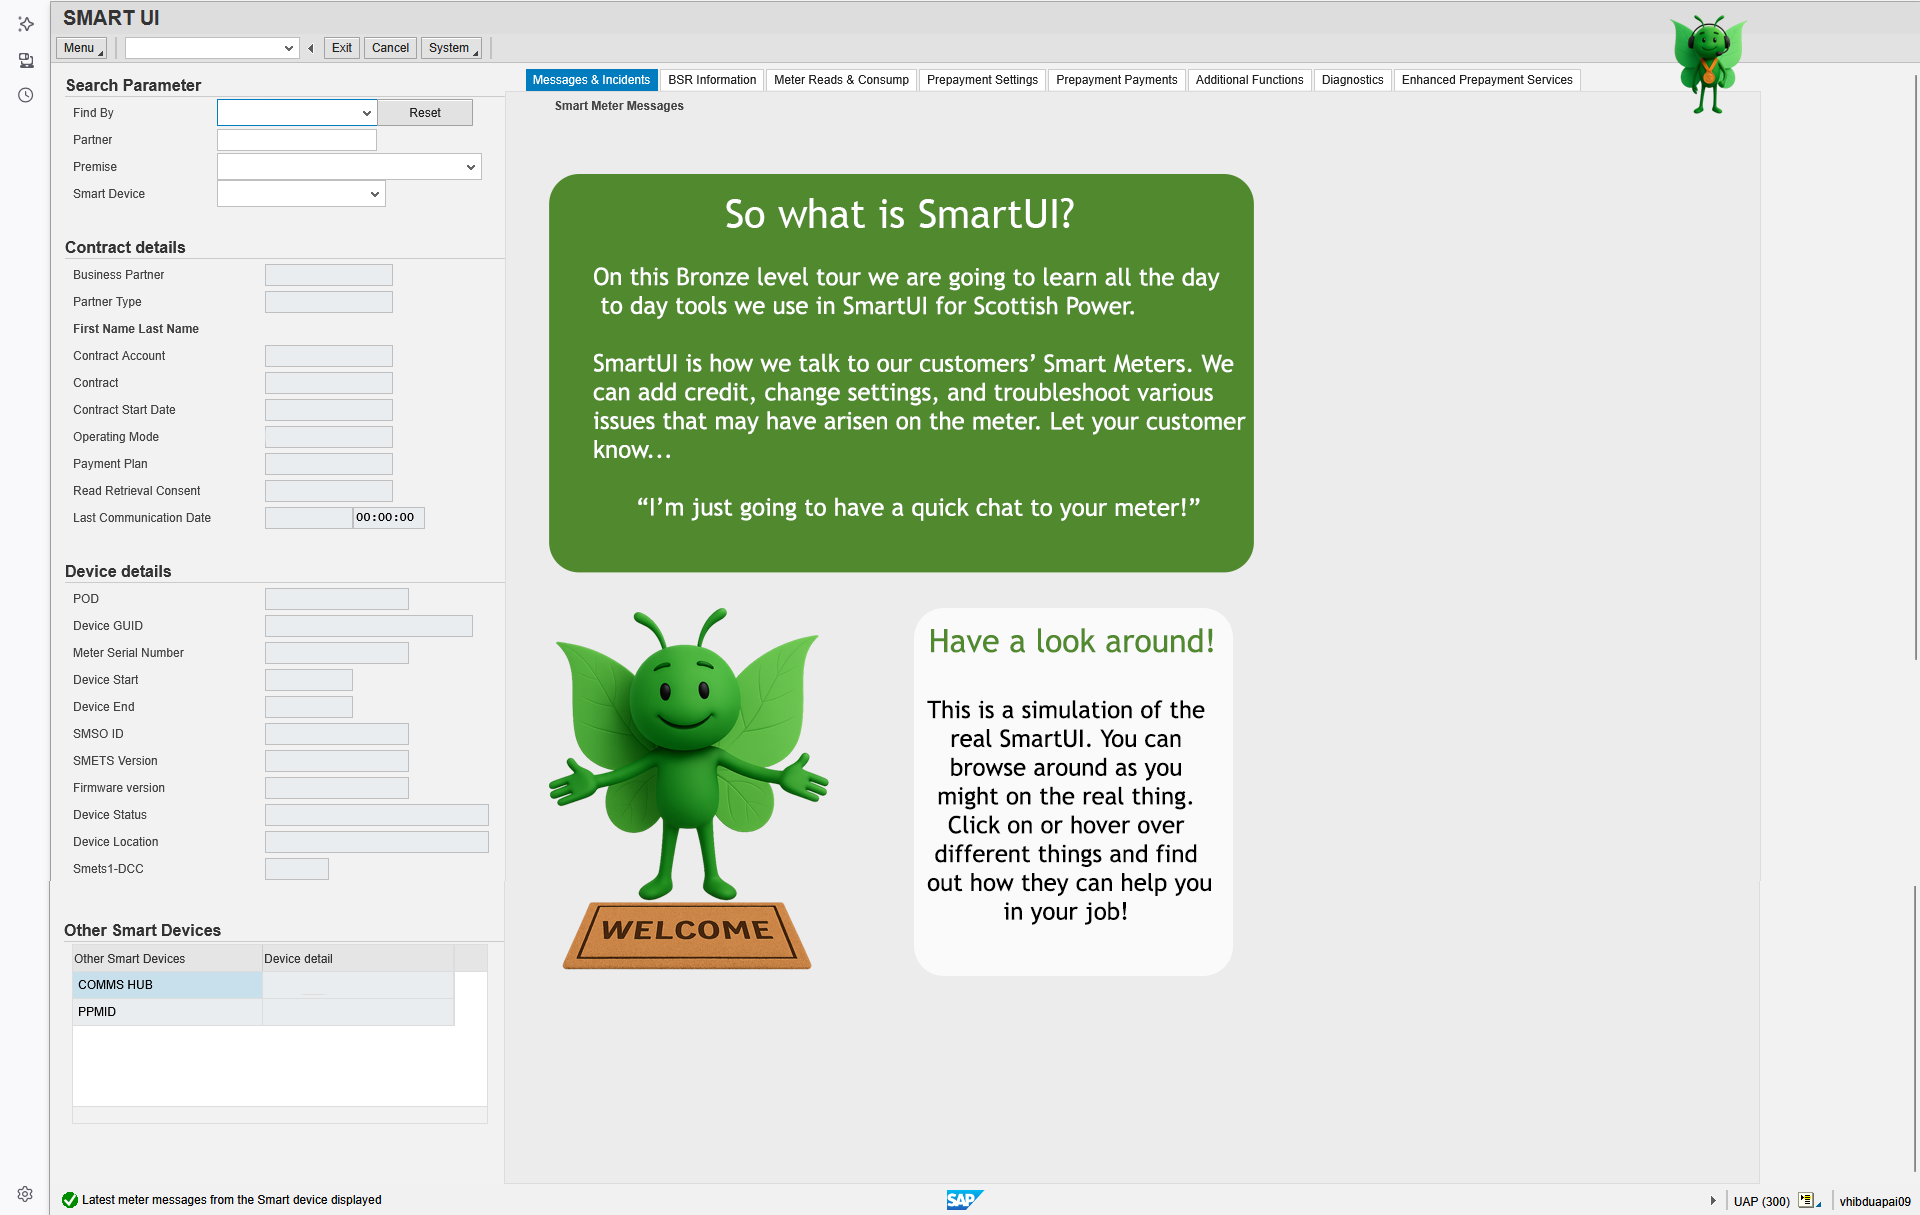 SMART UI
Menu
Exit
Cancel
System
Search Parameter
Find By
Reset
Partner
Premise
Smart Device
Contract details
Business Partner
Partner Type
First Name Last Name
Contract Account
Contract
Contract Start Date
Operating Mode
Payment Plan
Read Retrieval Consent
Last Communication Date
00:00:00
Device details
POD
Device GUID
Meter Serial Number
Device Start
Device End
SMSO ID
SMETS Version
Firmware version
Device Status
Device Location
Smets1-DCC
Other Smart Devices
Other Smart Devices
Device detail
COMMS HUB
PPMID
Messages & Incidents
BSR Information
Meter Reads & Consump
Prepayment Settings
Prepayment Payments
Additional Functions
Diagnostics
Enhanced Prepayment Services
Smart Meter Messages
So what is SmartUI?
On this Bronze level tour we are going to learn all the day
to day tools we use in SmartUI for Scottish Power.
SmartUI is how we talk to our customers’ Smart Meters. We
can add credit, change settings, and troubleshoot various
issues that may have arisen on the meter. Let your customer
know...
“I’m just going to have a quick chat to your meter!”
WELCOME
Have a look around!
This is a simulation of the
real SmartUI. You can
browse around as you
might on the real thing.
Click on or hover over
different things and find
out how they can help you
in your job!
Latest meter messages from the Smart device displayed
SAP
UAP (300)
vhibduapai09